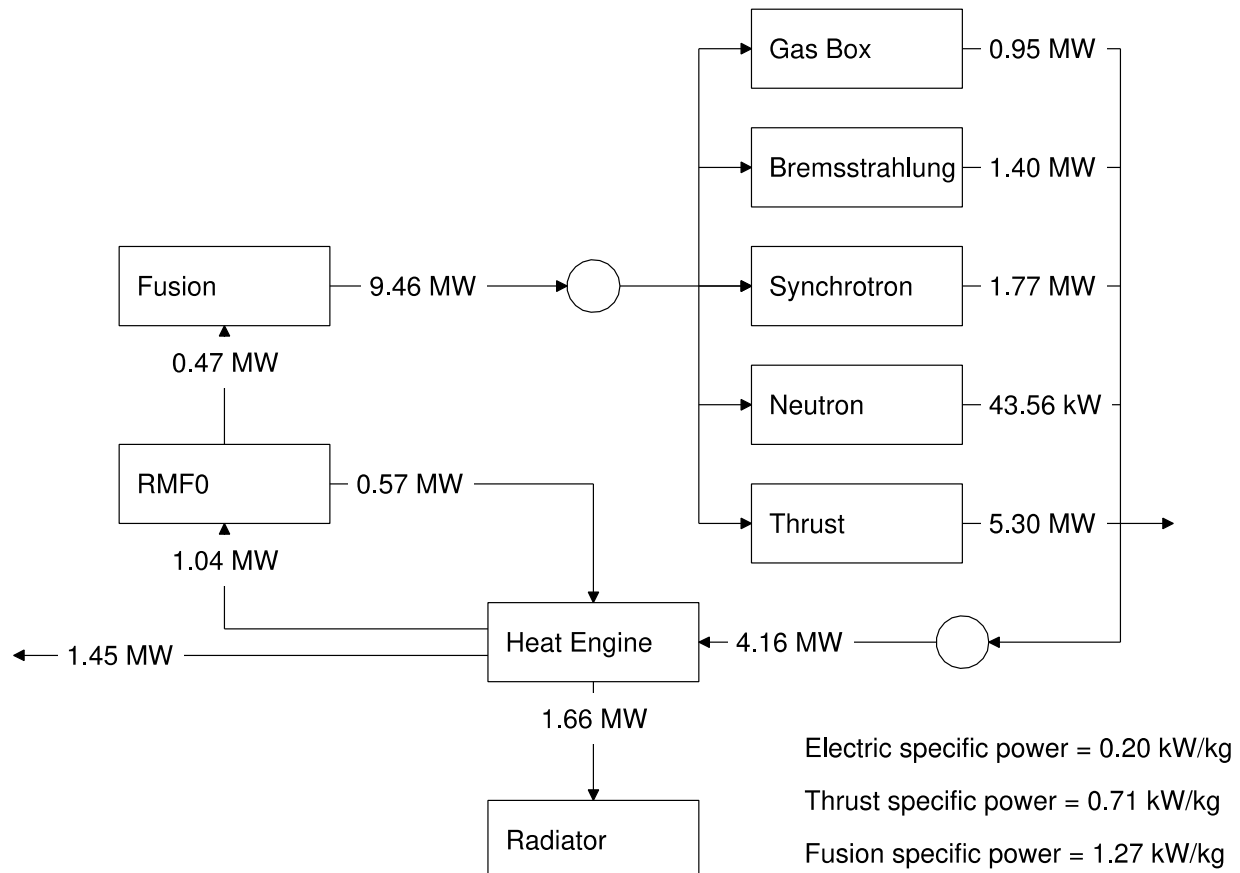 Gas Box
0.95 MW
Bremsstrahlung
1.40 MW
Fusion
9.46 MW
Synchrotron
1.77 MW
0.47 MW
Neutron
43.56 kW
RMF0
0.57 MW
Thrust
5.30 MW
1.04 MW
Heat Engine
4.16 MW
1.45 MW
1.66 MW
Electric specific power = 0.20 kW/kg
Thrust specific power = 0.71 kW/kg
Radiator
Fusion specific power = 1.27 kW/kg